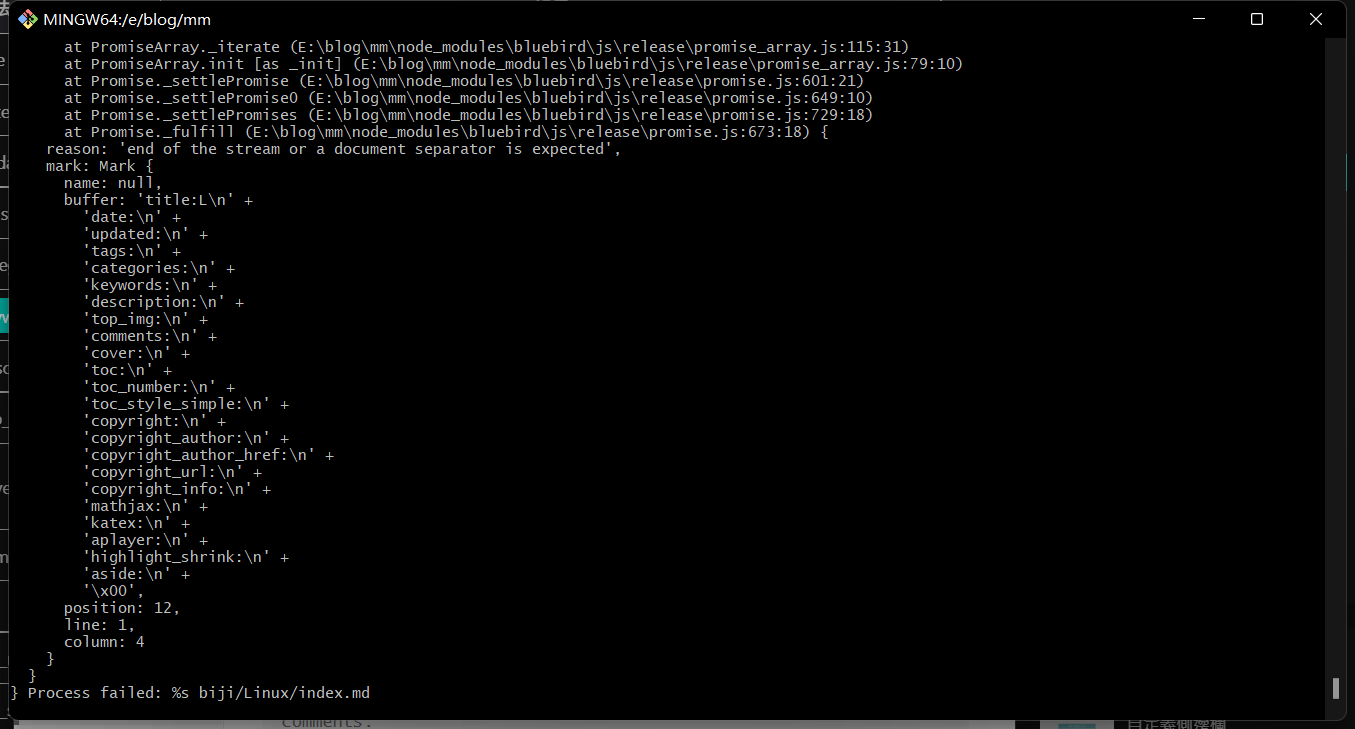 MINGW64:/e/blog/mm
at PromiseArray._iterate (E:\blog\mm\node_modules\bluebird\js\release\promise_array.js:115:31)
at PromiseArray.init [as _init] (E:\blog\mm\node_modules\bluebird\js\release\promise_array.js:79:10)
at Promise._settlePromise (E:\blog\mm\node_modules\bluebird\js\release\promise.js:601:21)
at Promise._settlePromise0 (E:\blog\mm\node_modules\bluebird\js\release\promise.js:649:10)
at Promise._settlePromises (E:\blog\mm\node_modules\bluebird\js\release\promise.js:729:18)
at Promise._fulfill (E:\blog\mm\node_modules\bluebird\js\release\promise.js:673:18) {
reason: 'end of the stream or a document separator is expected',
mark: Mark {
name: null,
buffer: 'title:L\n' +
'date:\n' +
'updated:\n' +
'tags:\n' +
'categories:\n' +
'keywords:\n' +
'description:\n' +
'top_img:\n' +
'comments:\n' +
'cover:\n' +
'toc:\n' +
'toc_number:\n' +
'toc_style_simple:\n' +
'copyright:\n' +
'copyright_author:\n' +
'copyright_author_href:\n' +
'copyright_url:\n' +
'copyright_info:\n' +
'mathjax:\n' +
'katex:\n' +
'aplayer:\n' +
'highlight_shrink:\n' +
'aside:\n' +
'\x00',
position: 12,
line: 1,
column: 4
}
}
} Process failed: %s biji/Linux/index.md
comments: